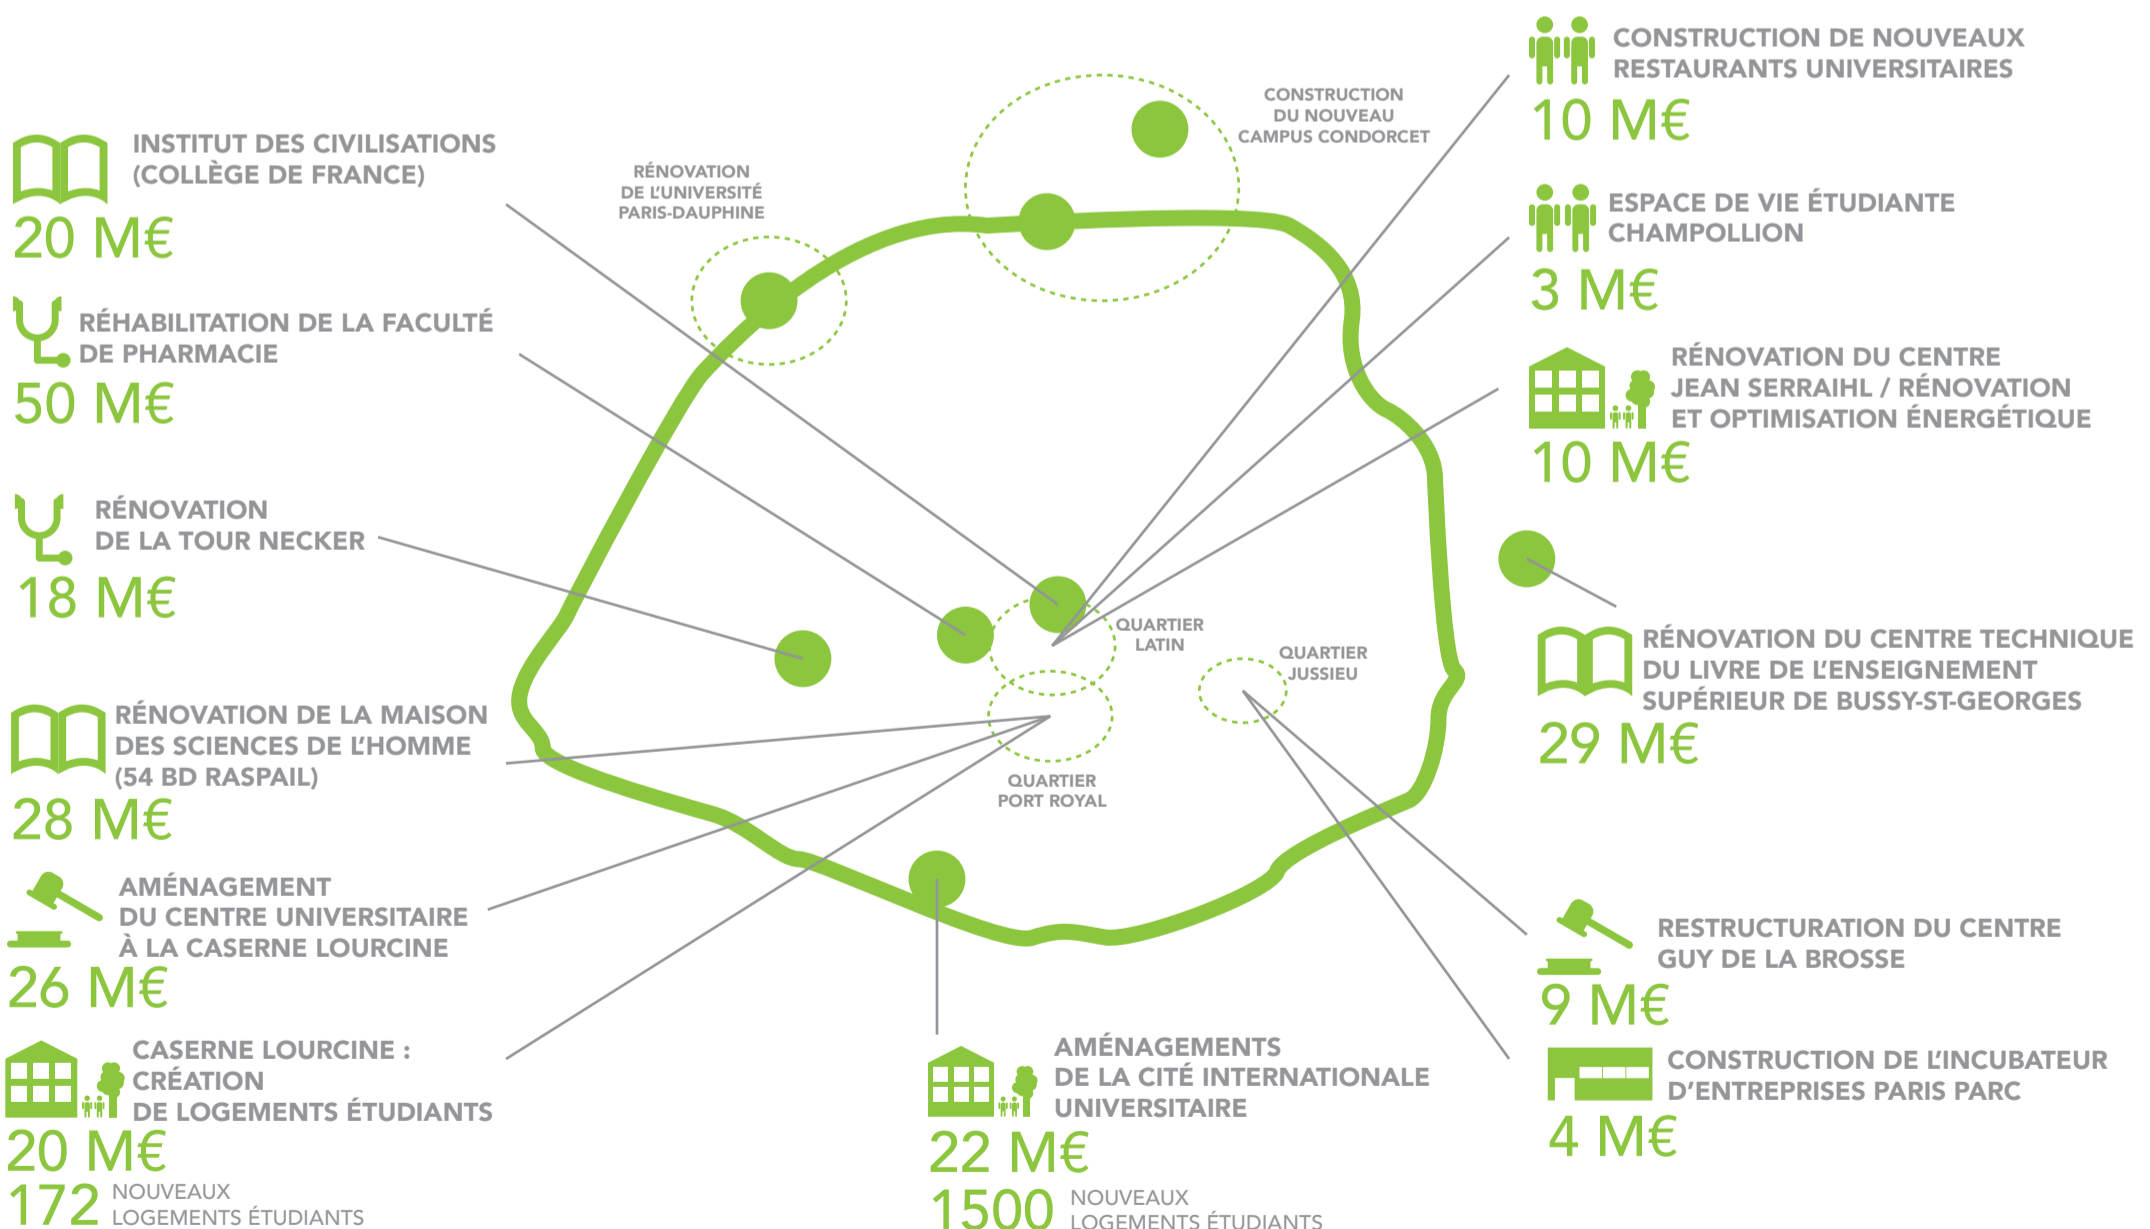 INSTITUT DES CIVILISATIONS
(COLLÈGE DE FRANCE)
20 M€
RÉHABILITATION DE LA FACULTÉ
DE PHARMACIE
50 M€
RÉNOVATION
DE LA TOUR NECKER
18 M€
RÉNOVATION DE LA MAISON
DES SCIENCES DE L'HOMME
(54 BD RASPAIL)
28 M€
AMÉNAGEMENT
DU CENTRE UNIVERSITAIRE
À LA CASERNE LOURCINE
26 M€
CASERNE LOURCINE :
CRÉATION
DE LOGEMENTS ÉTUDIANTS
20 M€
172 NOUVEAUX
LOGEMENTS ÉTUDIANTS
RÉNOVATION
DE L'UNIVERSITÉ
PARIS-DAUPHINE
CONSTRUCTION
DU NOUVEAU
CAMPUS CONDORCET
QUARTIER
LATIN
QUARTIER
JUSSIEU
QUARTIER
PORT ROYAL
AMÉNAGEMENTS
DE LA CITÉ INTERNATIONALE
UNIVERSITAIRE
22 M€
1500 NOUVEAUX
LOGEMENTS ÉTUDIANTS
CONSTRUCTION DE NOUVEAUX
RESTAURANTS UNIVERSITAIRES
10 M€
ESPACE DE VIE ÉTUDIANTE
CHAMPOLLION
3 M€
RÉNOVATION DU CENTRE
JEAN SERRAIHL / RÉNOVATION
ET OPTIMISATION ÉNERGÉTIQUE
10 M€
RÉNOVATION DU CENTRE TECHNIQUE
DU LIVRE DE L'ENSEIGNEMENT
SUPÉRIEUR DE BUSSY-ST-GEORGES
29 M€
RESTRUCTURATION DU CENTRE
GUY DE LA BROSSE
9 M€
CONSTRUCTION DE L'INCUBATEUR
D'ENTREPRISES PARIS PARC
4 M€